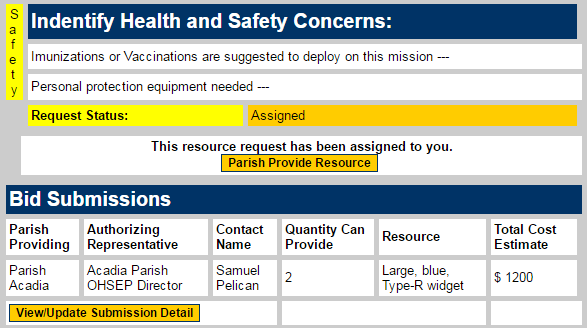 Safety
Indentify Health and Safety Concerns:
Imunizations or Vaccinations are suggested to deploy on this mission ---
Personal protection equipment needed ---
Request Status: Assigned
This resource request has been assigned to you.
Parish Provide Resource
Bid Submissions
Parish Providing Authorizing Representative Contact Name Quantity Can Provide Resource Total Cost Estimate
Parish Acadia Acadia Parish OHSEP Director Samuel Pelican 2 Large, blue, Type-R widget $ 1200
View/Update Submission Detail